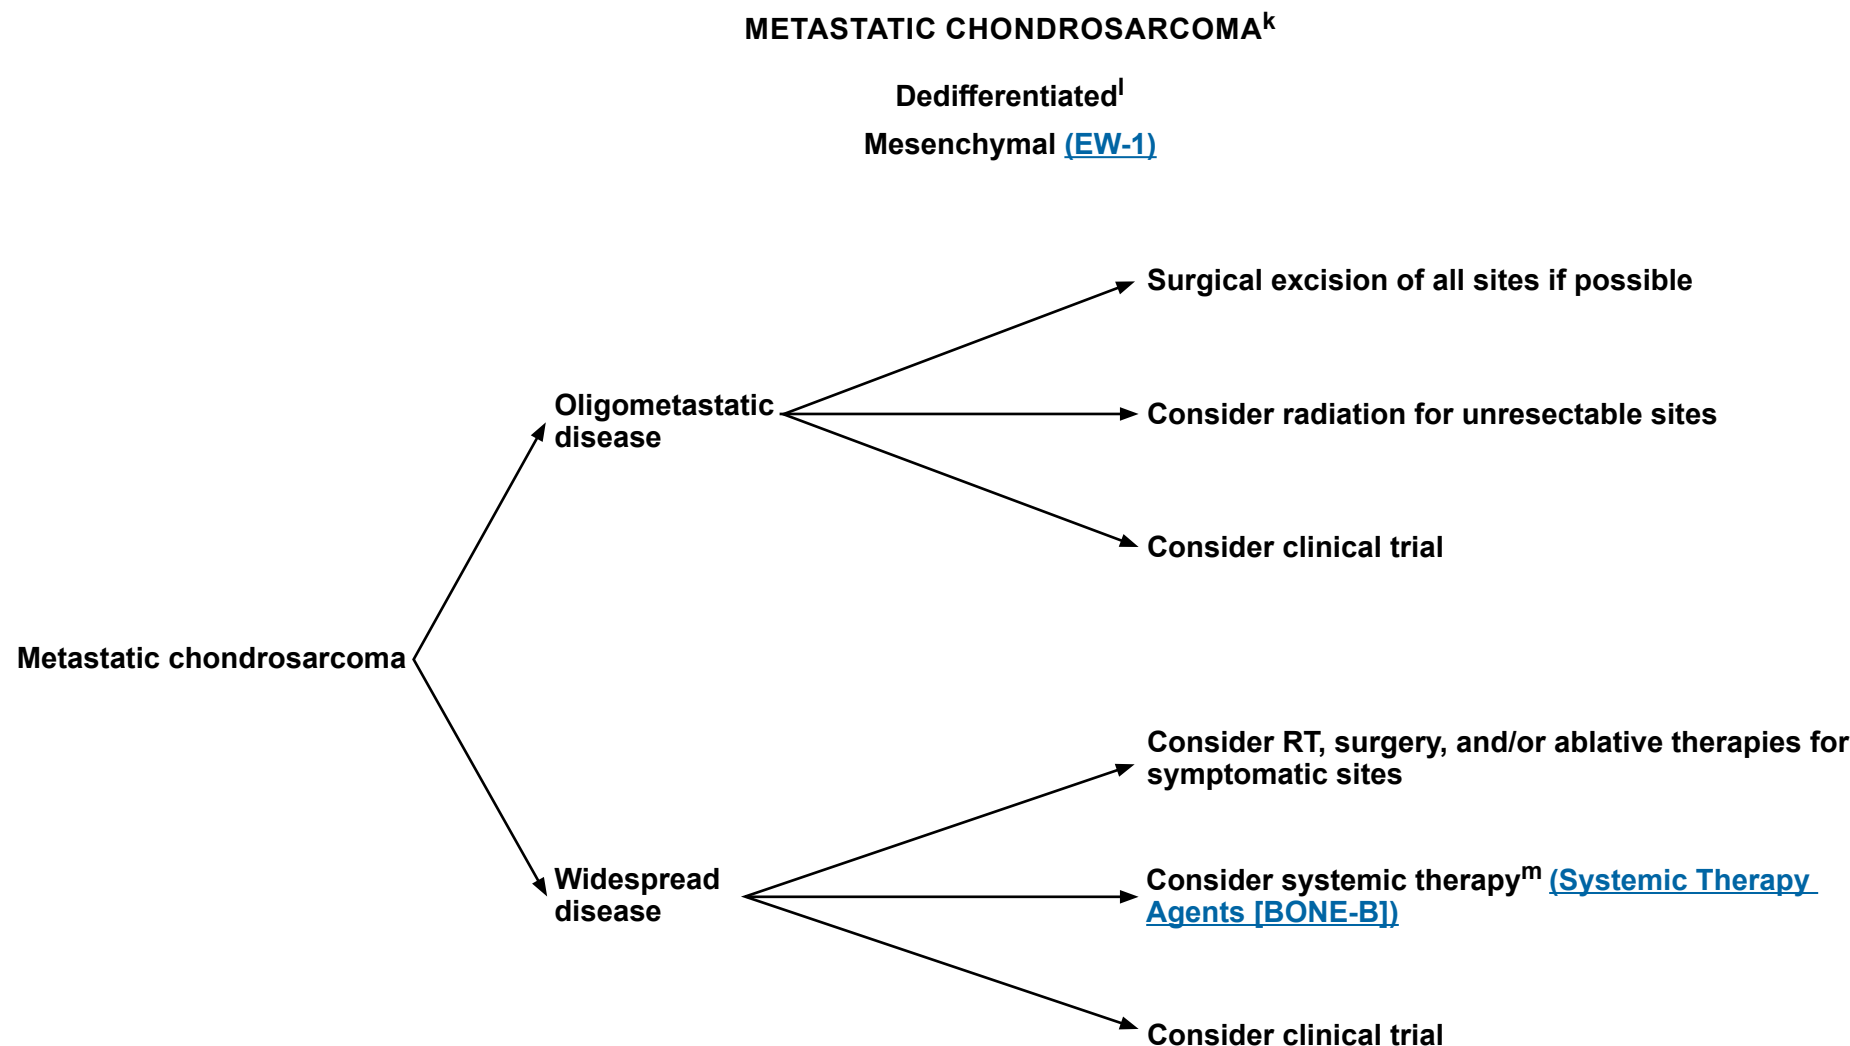 METASTATIC CHONDROSARCOMAᵏ
Dedifferentiatedˡ
Mesenchymal (EW-1)
Surgical excision of all sites if possible
Oligometastatic
disease
Consider radiation for unresectable sites
Consider clinical trial
Metastatic chondrosarcoma
Consider RT, surgery, and/or ablative therapies for
symptomatic sites
Widespread
disease
Consider systemic therapyᵐ (Systemic Therapy
Agents [BONE-B])
Consider clinical trial